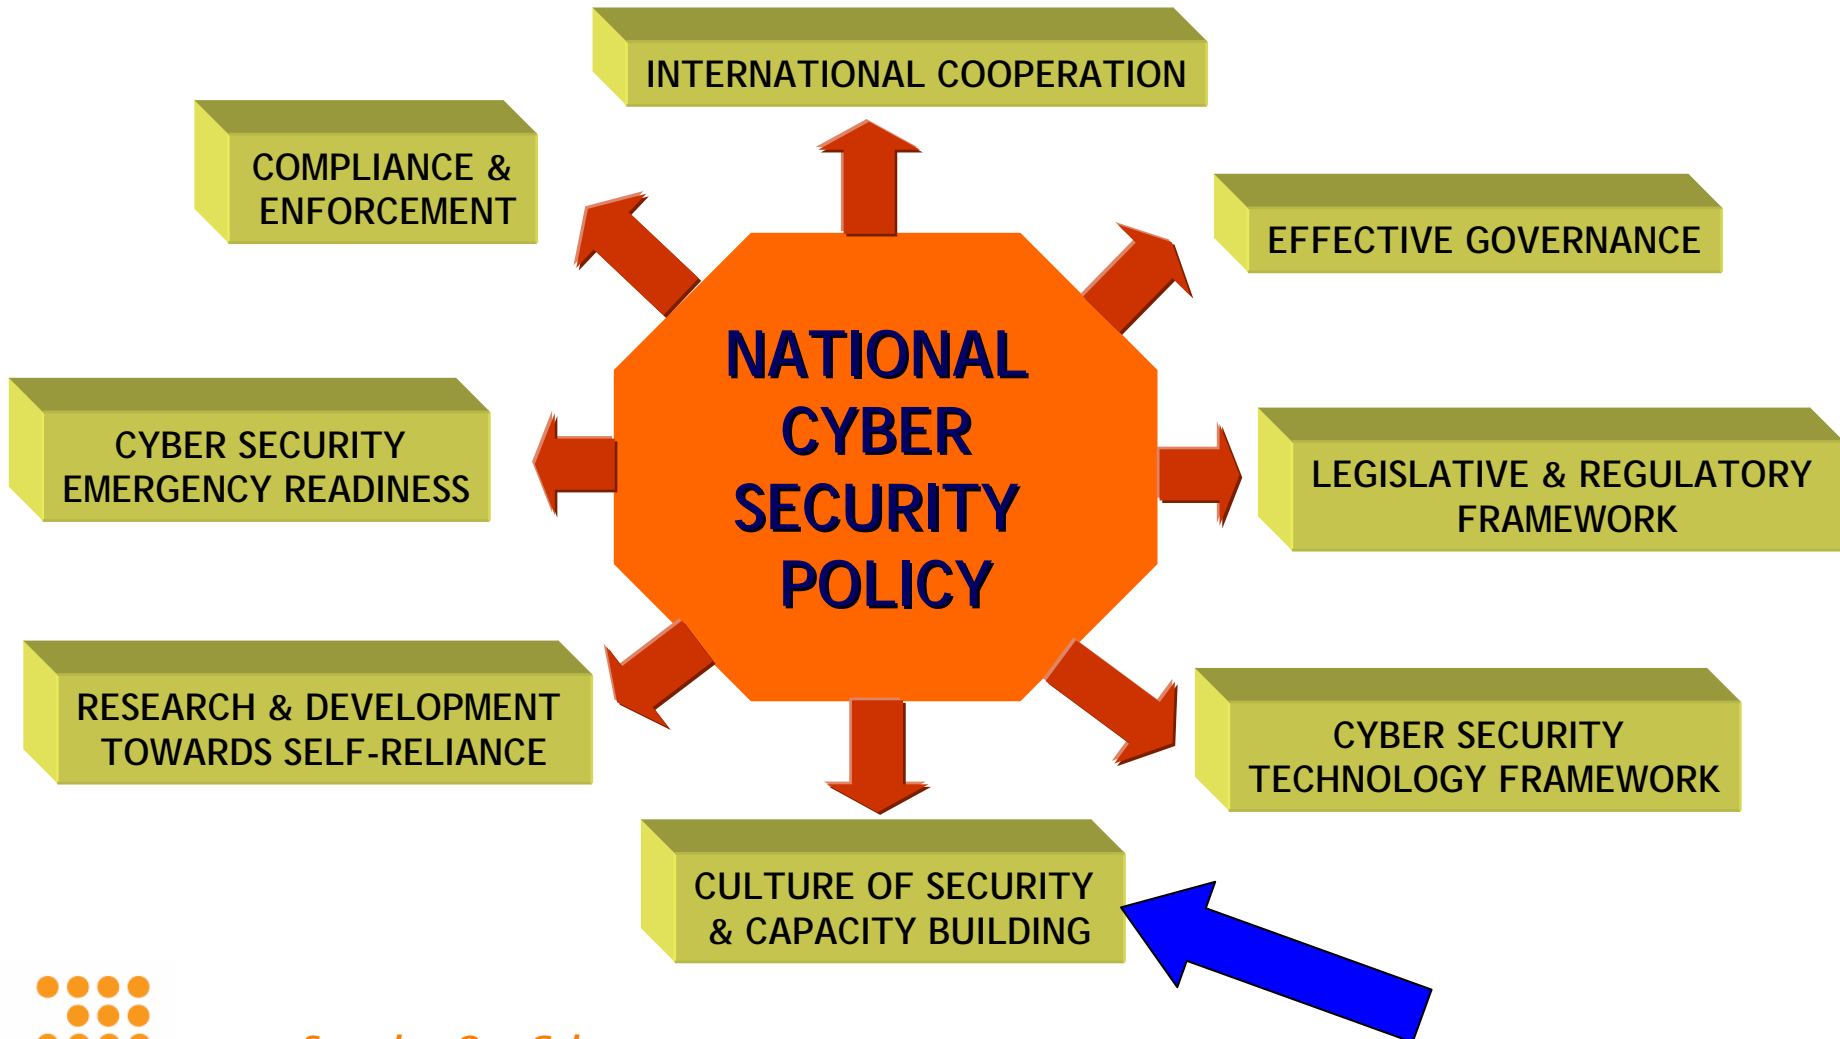 INTERNATIONAL COOPERATION
COMPLIANCE &
ENFORCEMENT
EFFECTIVE GOVERNANCE
NATIONAL
CYBER
SECURITY
POLICY
CYBER SECURITY
EMERGENCY READINESS
LEGISLATIVE & REGULATORY
FRAMEWORK
RESEARCH & DEVELOPMENT
TOWARDS SELF-RELIANCE
CYBER SECURITY
TECHNOLOGY FRAMEWORK
CULTURE OF SECURITY
& CAPACITY BUILDING